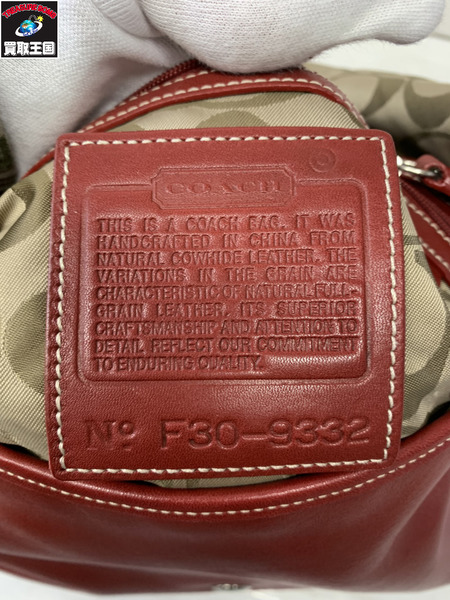 TREASURE KINGDOM
買取王国
COACH
THIS IS A COACH BAG. IT WAS
HANDCRAFTED IN CHINA FROM
NATURAL COWHIDE LEATHER. THE
VARIATIONS IN THE GRAIN ARE
CHARACTERISTIC OF NATURAL FULL-
GRAIN LEATHER. ITS SUPERIOR
CRAFTSMANSHIP AND ATTENTION TO
DETAIL REFLECT OUR COMMITMENT
TO ENDURING QUALITY.
Nº F30-9332